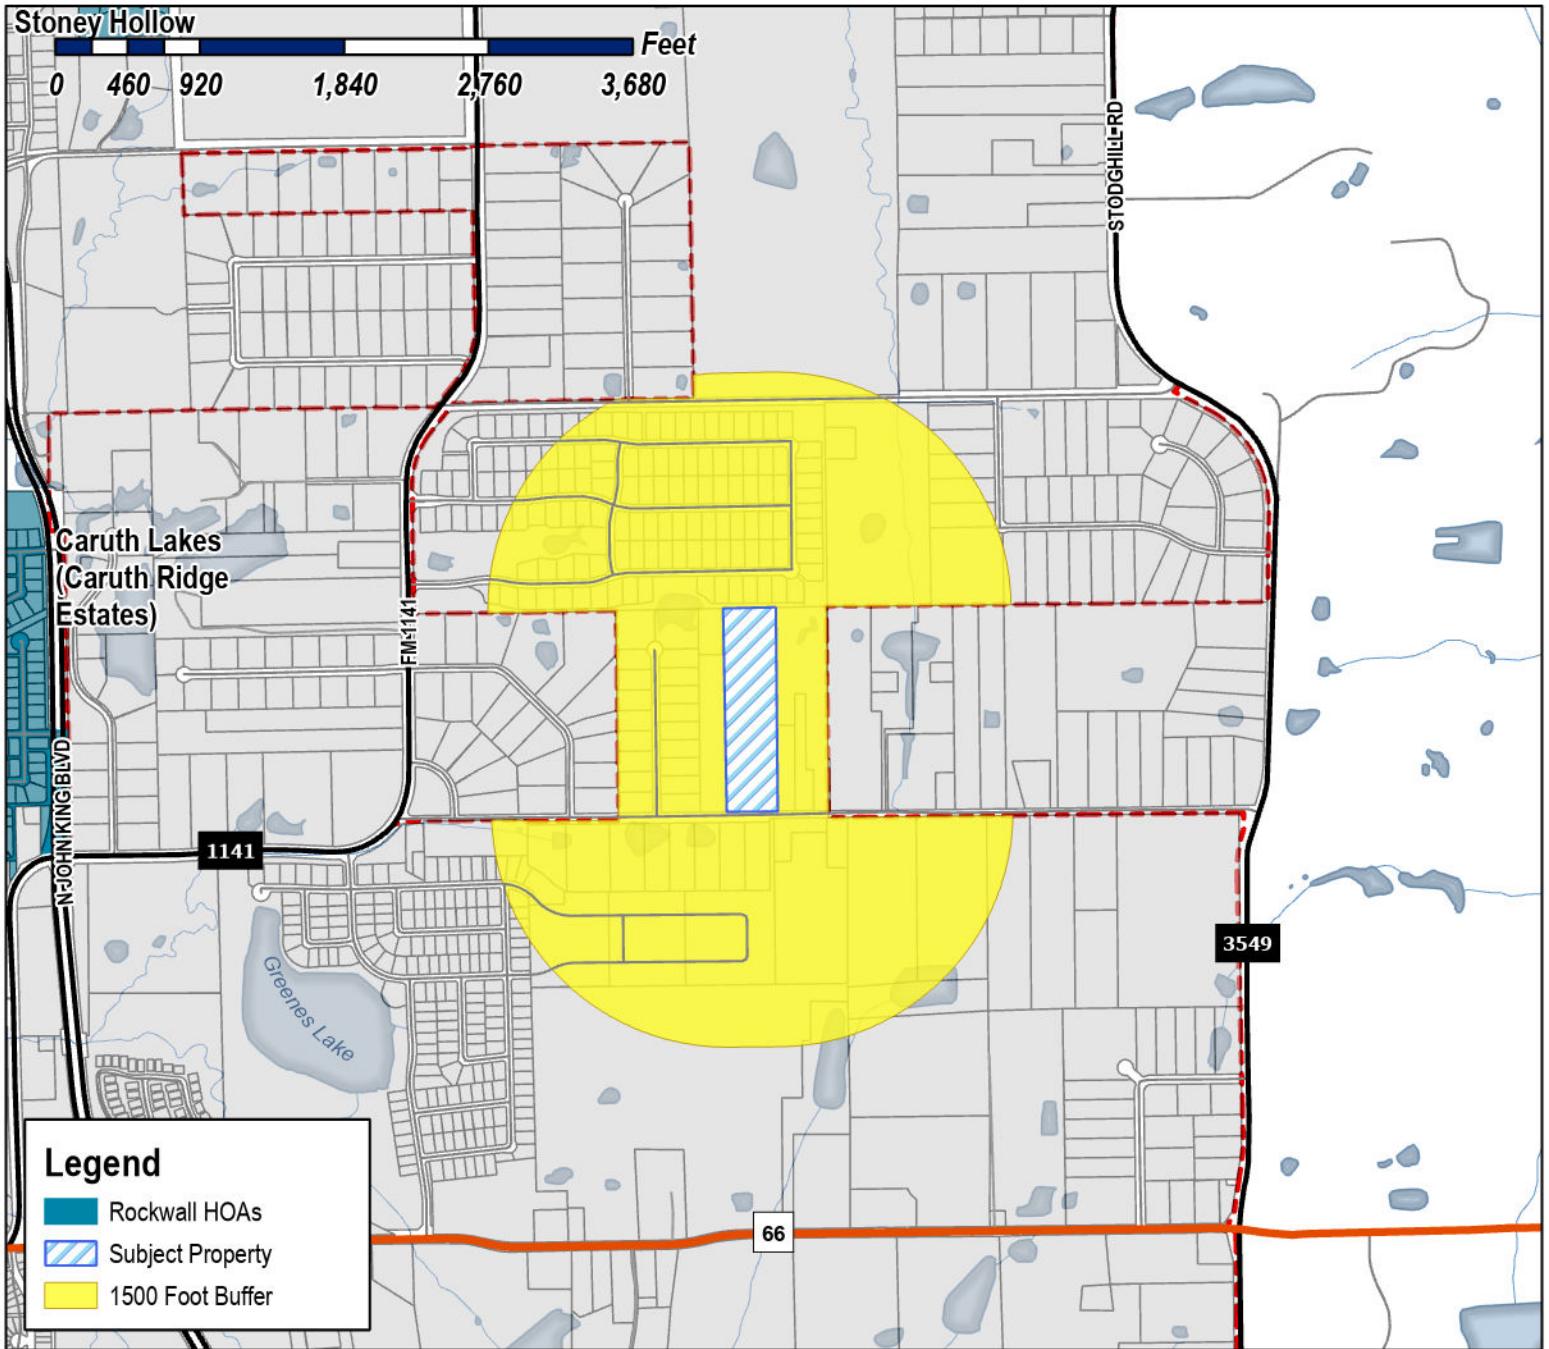 Stoney Hollow
Feet
0 460 920 1,840 2,760 3,680
STODGHILL RD
Caruth Lakes
(Caruth Ridge
Estates)
FM 1141
N JOHN KING BLVD
1141
3549
Greenes Lake
66
Legend
Rockwall HOAs
Subject Property
1500 Foot Buffer